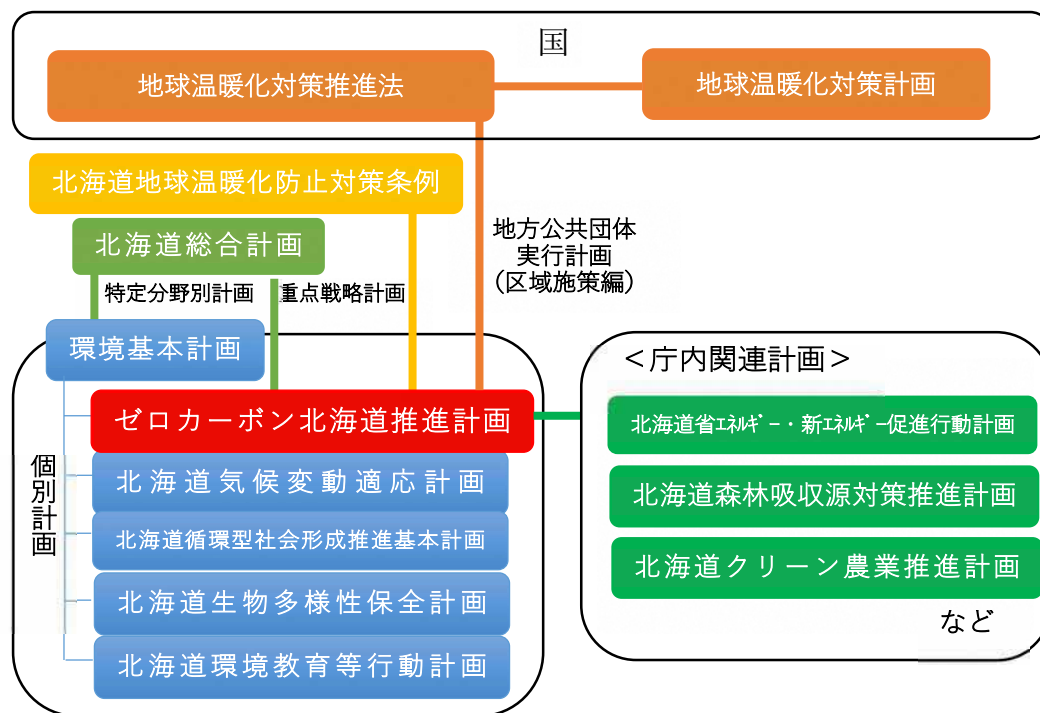 国
地球温暖化対策推進法
地球温暖化対策計画
北海道地球温暖化防止対策条例
北海道総合計画
地方公共団体
実行計画
(区域施策編)
特定分野別計画
重点戦略計画
環境基本計画
ゼロカーボン北海道推進計画
個別計画
北海道気候変動適応計画
北海道循環型社会形成推進基本計画
北海道生物多様性保全計画
北海道環境教育等行動計画
<庁内関連計画>
北海道省ｴﾈﾙｷﾞｰ・新ｴﾈﾙｷﾞｰ促進行動計画
北海道森林吸収源対策推進計画
北海道クリーン農業推進計画
など